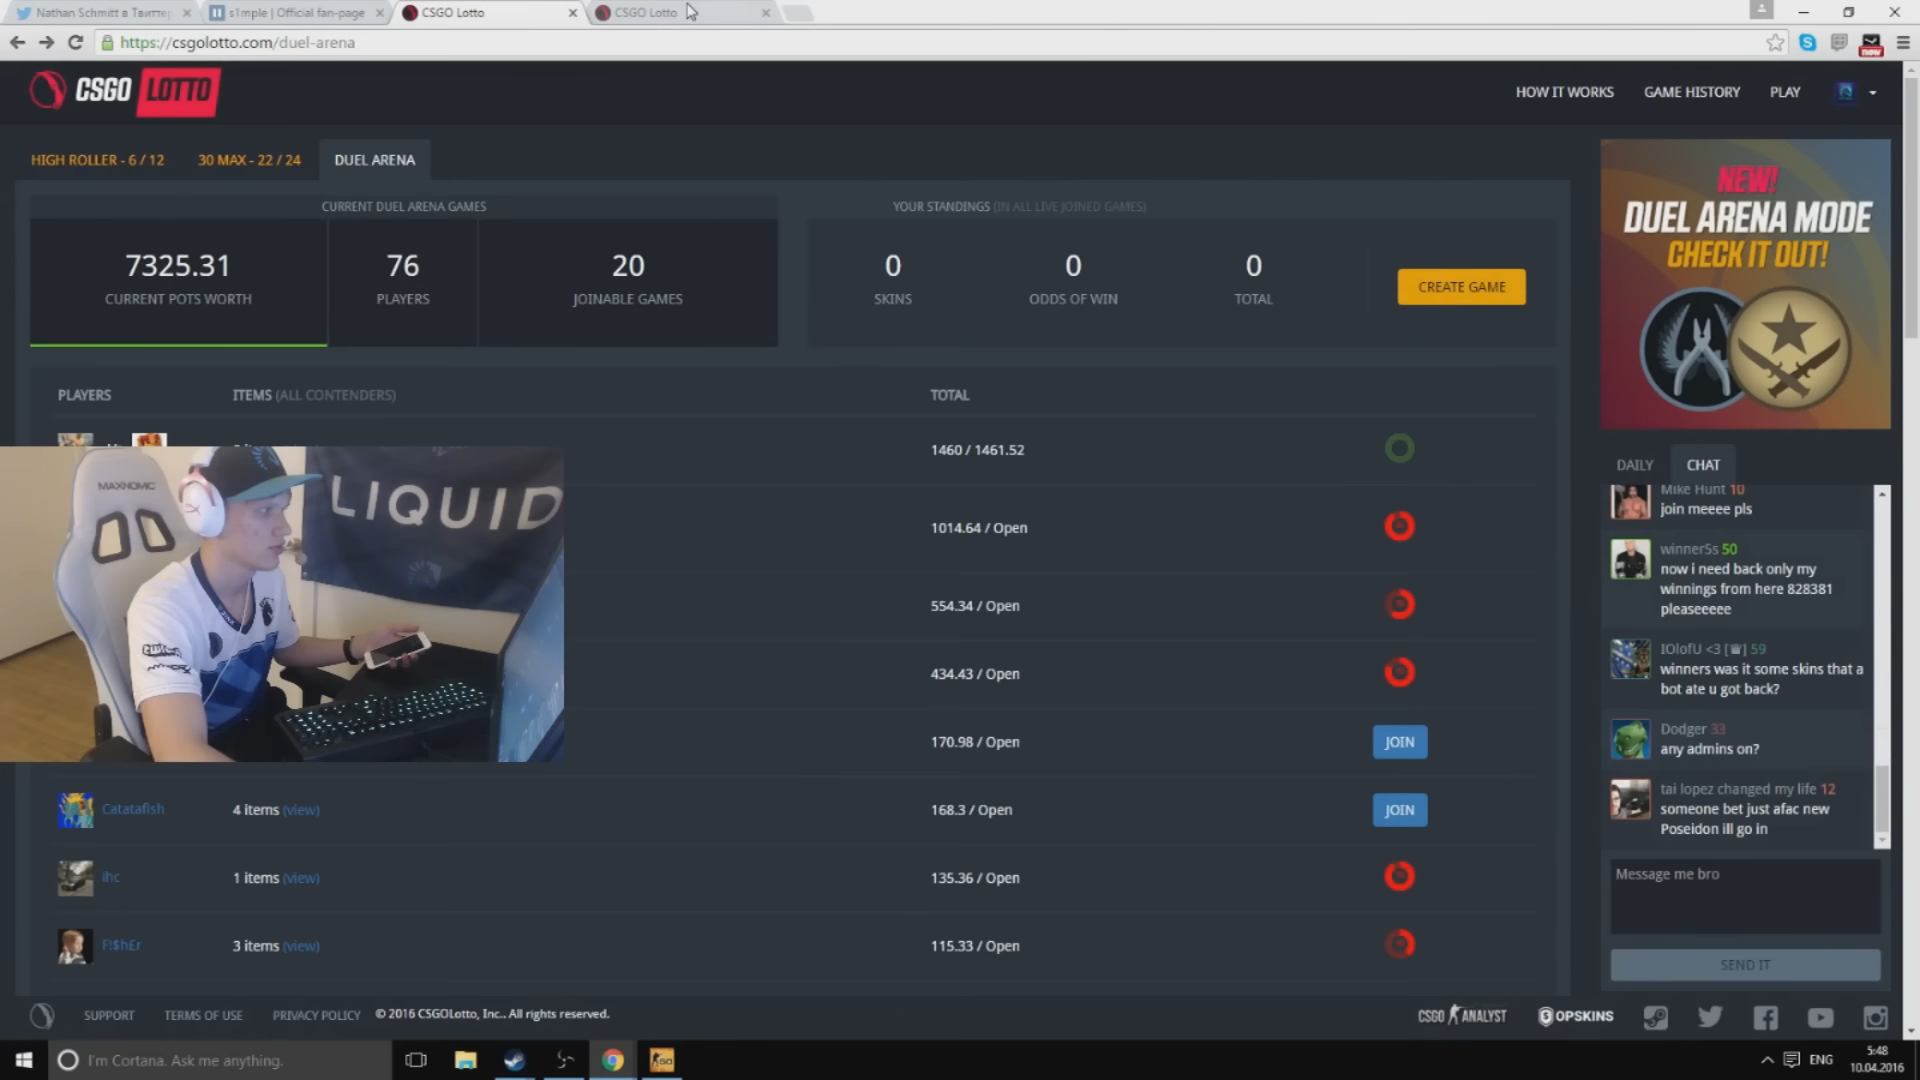 Nathan Schmitt в Твиттер
s1mple | Official fan-page
CSGO Lotto
CSGO Lotto
https://csgolotto.com/duel-arena
CSGO LOTTO
HOW IT WORKS
GAME HISTORY
PLAY
HIGH ROLLER - 6 / 12
30 MAX - 22 / 24
DUEL ARENA
CURRENT DUEL ARENA GAMES
YOUR STANDINGS (IN ALL LIVE JOINED GAMES)
7325.31
CURRENT POTS WORTH
76
PLAYERS
20
JOINABLE GAMES
0
SKINS
0
ODDS OF WIN
0
TOTAL
CREATE GAME
NEW!
DUEL ARENA MODE
CHECK IT OUT!
PLAYERS
ITEMS (ALL CONTENDERS)
TOTAL
1460 / 1461.52
1014.64 / Open
554.34 / Open
434.43 / Open
170.98 / Open
JOIN
Catatafish
4 items (view)
168.3 / Open
JOIN
ihc
1 items (view)
135.36 / Open
F!$h£r
3 items (view)
115.33 / Open
MAXNOMIC
LIQUID
DAILY
CHAT
Mike Hunt 10
join meeee pls
winner5s 50
now i need back only my
winnings from here 828381
pleaseeeee
IOlofU <3 [♛] 59
winners was it some skins that a
bot ate u got back?
Dodger 33
any admins on?
tai lopez changed my life 12
someone bet just afac new
Poseidon ill go in
Message me bro
SEND IT
SUPPORT
TERMS OF USE
PRIVACY POLICY
© 2016 CSGOLotto, Inc.. All rights reserved.
CSGO ANALYST
OPSKINS
I'm Cortana. Ask me anything.
ENG
5:48
10.04.2016